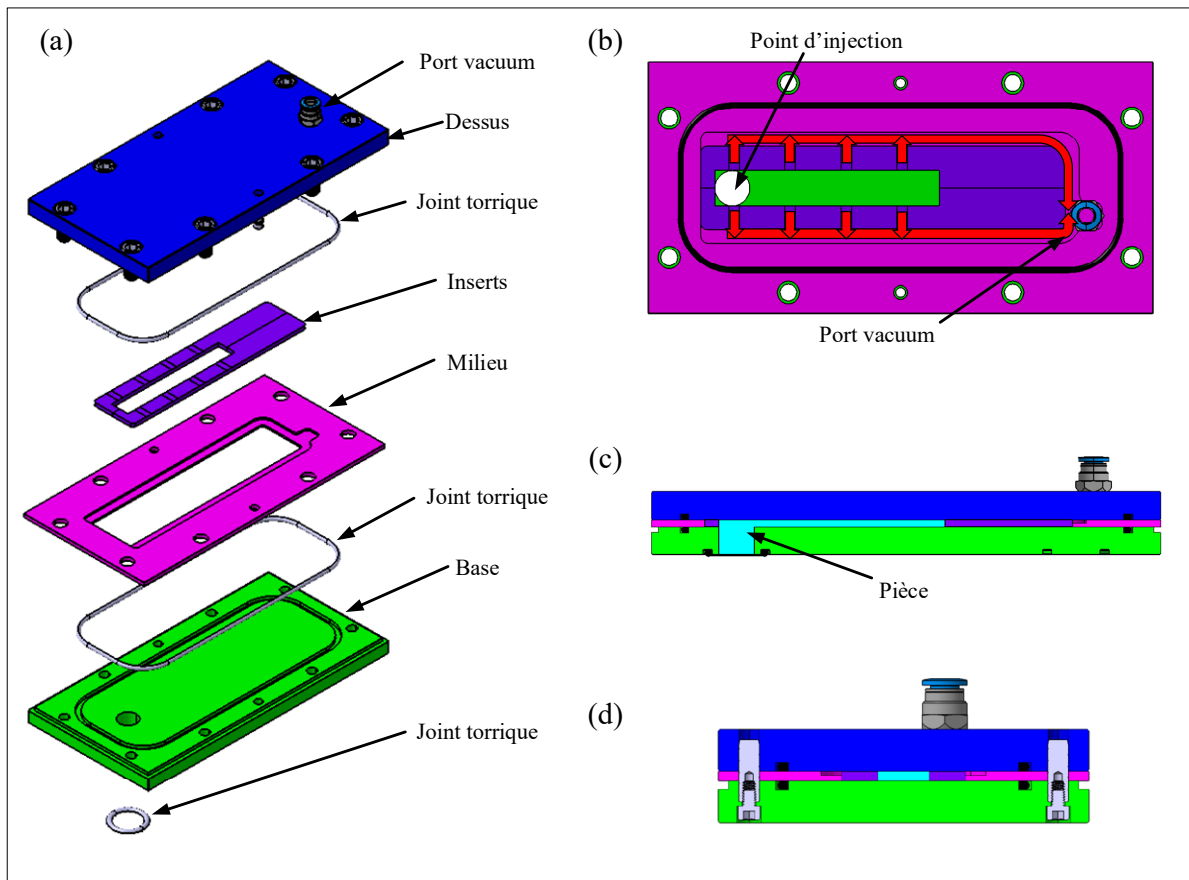 (a)
Port vacuum
Dessus
Joint torrique
Inserts
Milieu
Joint torrique
Base
Joint torrique
(b)
Point d’injection
Port vacuum
(c)
Pièce
(d)